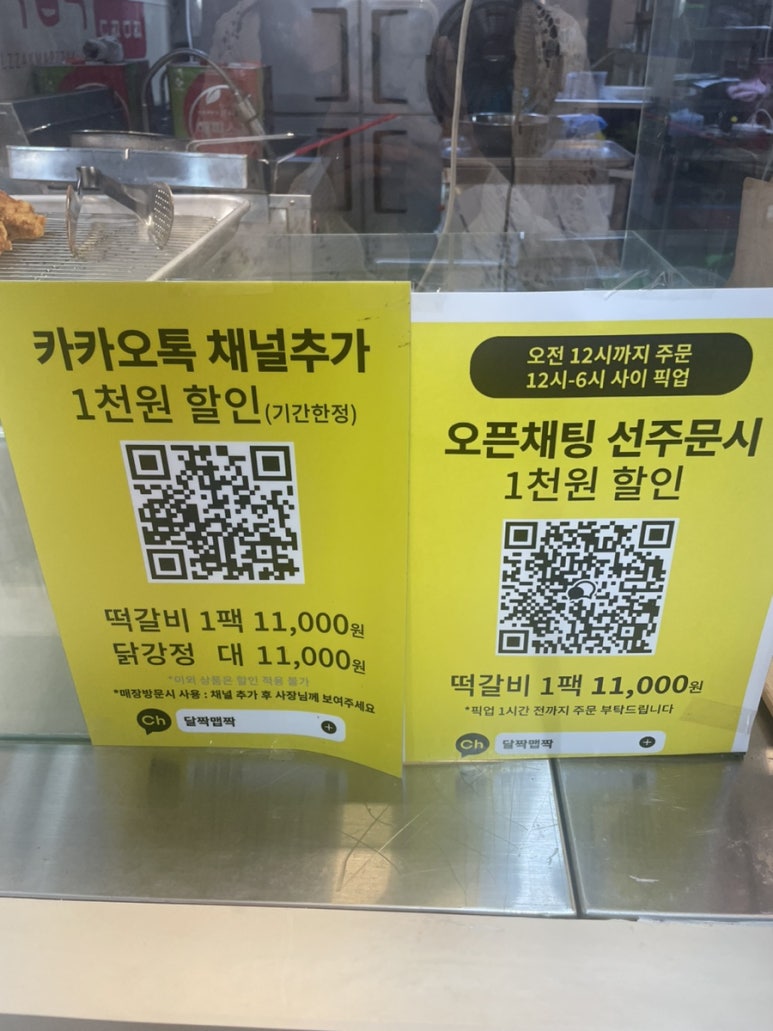 카카오톡 채널추가
1천원 할인(기간한정)
떡갈비 1팩 11,000원
닭강정 대 11,000원
*이외 상품은 할인 적용 불가
*매장방문시 사용 : 채널 추가 후 사장님께 보여주세요
Ch 달짝맵짝 +
오전 12시까지 주문
12시-6시 사이 픽업
오픈채팅 선주문시
1천원 할인
떡갈비 1팩 11,000원
*픽업 1시간 전까지 주문 부탁드립니다
Ch 달짝맵짝 +